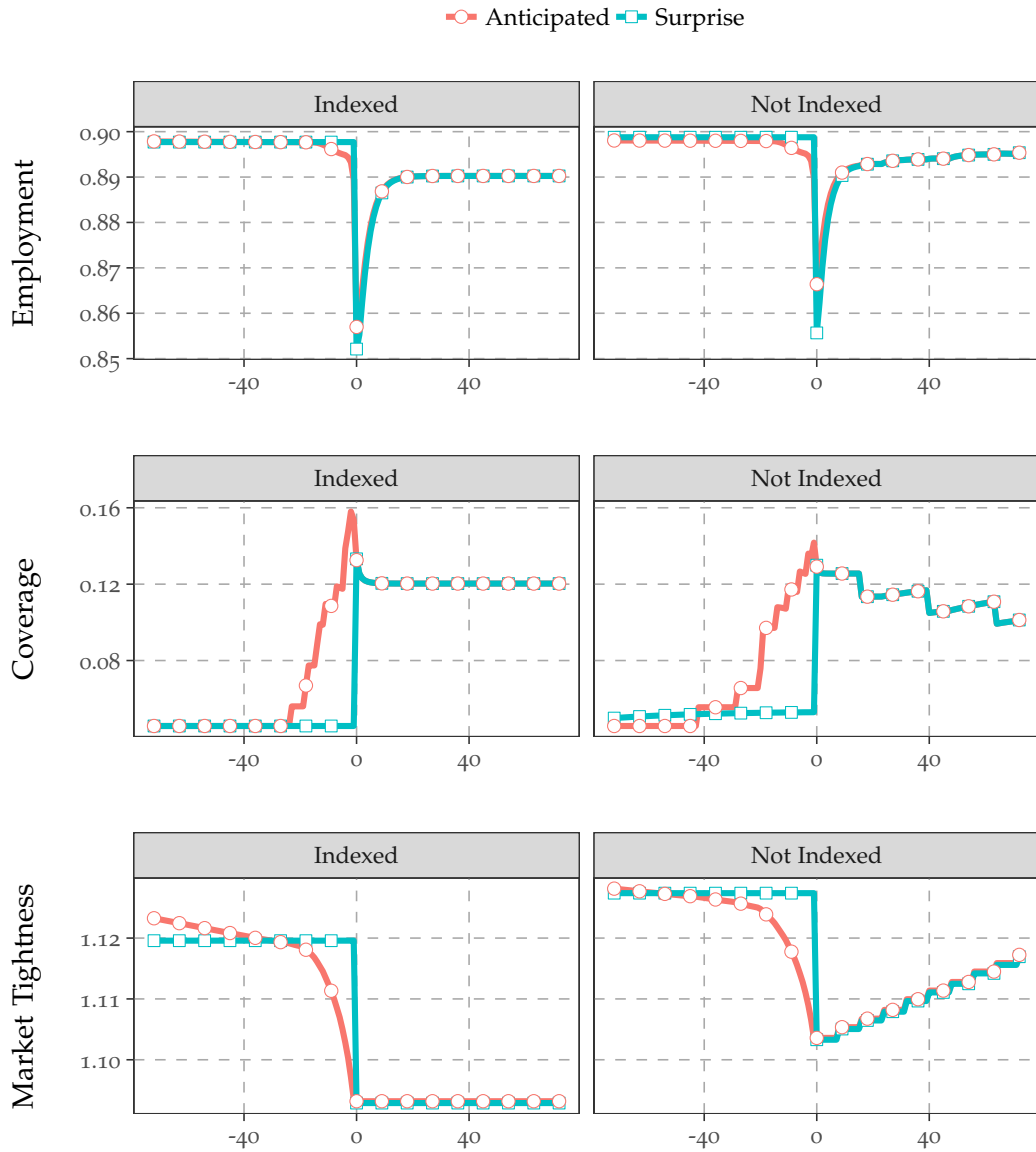 Anticipated Surprise
Indexed Not Indexed
Employment
0.90
0.89
0.88
0.87
0.86
0.85
-40 0 40 -40 0 40
Indexed Not Indexed
Coverage
0.16
0.12
0.08
-40 0 40 -40 0 40
Indexed Not Indexed
Market Tightness
1.12
1.11
1.10
-40 0 40 -40 0 40